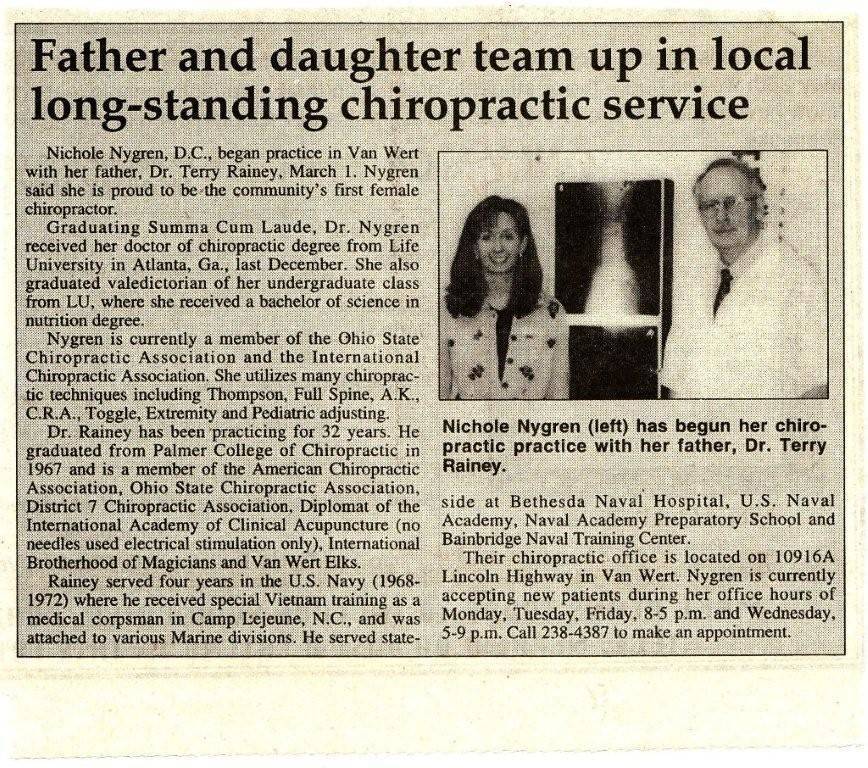 Father and daughter team up in local
long-standing chiropractic service
Nichole Nygren, D.C., began practice in Van Wert
with her father, Dr. Terry Rainey, March 1. Nygren
said she is proud to be the community's first female
chiropractor.
Graduating Summa Cum Laude, Dr. Nygren
received her doctor of chiropractic degree from Life
University in Atlanta, Ga., last December. She also
graduated valedictorian of her undergraduate class
from LU, where she received a bachelor of science in
nutrition degree.
Nygren is currently a member of the Ohio State
Chiropractic Association and the International
Chiropractic Association. She utilizes many chiroprac-
tic techniques including Thompson, Full Spine, A.K.,
C.R.A., Toggle, Extremity and Pediatric adjusting.
Dr. Rainey has been practicing for 32 years. He
graduated from Palmer College of Chiropractic in
1967 and is a member of the American Chiropractic
Association, Ohio State Chiropractic Association,
District 7 Chiropractic Association, Diplomat of the
International Academy of Clinical Acupuncture (no
needles used electrical stimulation only), International
Brotherhood of Magicians and Van Wert Elks.
Rainey served four years in the U.S. Navy (1968-
1972) where he received special Vietnam training as a
medical corpsman in Camp Lejeune, N.C., and was
attached to various Marine divisions. He served state-
Nichole Nygren (left) has begun her chiro-
practic practice with her father, Dr. Terry
Rainey.
side at Bethesda Naval Hospital, U.S. Naval
Academy, Naval Academy Preparatory School and
Bainbridge Naval Training Center.
Their chiropractic office is located on 10916A
Lincoln Highway in Van Wert. Nygren is currently
accepting new patients during her office hours of
Monday, Tuesday, Friday, 8-5 p.m. and Wednesday,
5-9 p.m. Call 238-4387 to make an appointment.